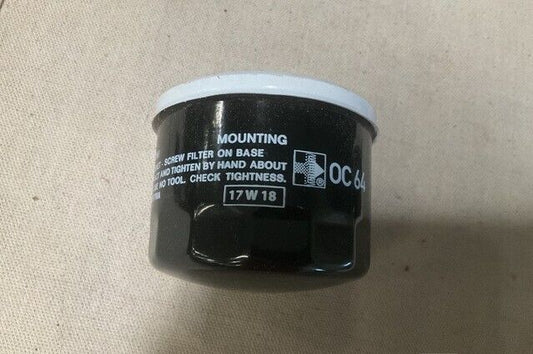 MOUNTING
- SCREW FILTER ON BASE
AND TIGHTEN BY HAND ABOUT
NO TOOL. CHECK TIGHTNESS.
17 W 18
OC 64